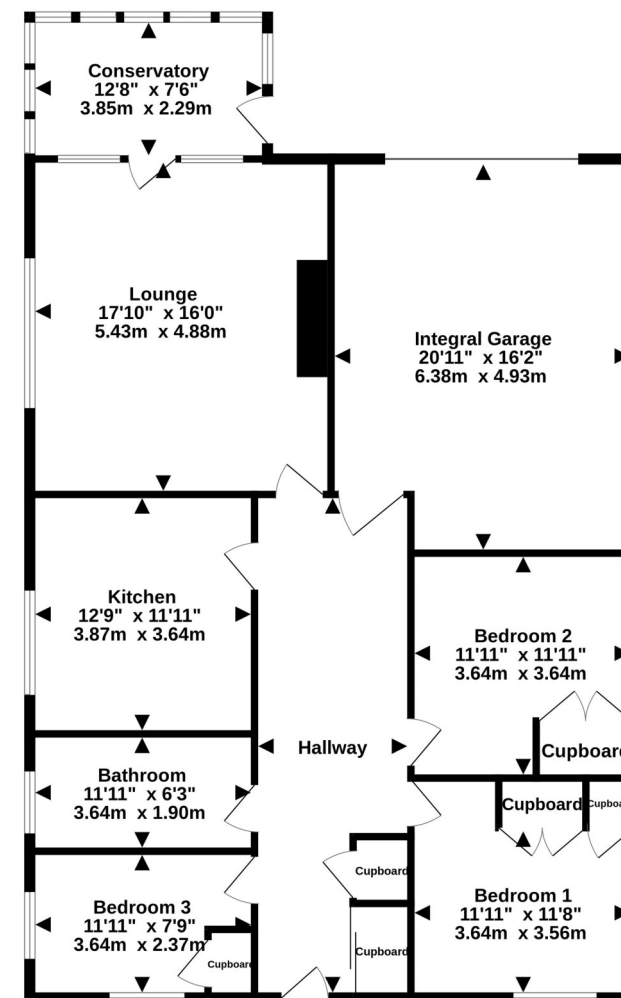 Conservatory
12'8" x 7'6"
3.85m x 2.29m
Lounge
17'10" x 16'0"
5.43m x 4.88m
Integral Garage
20'11" x 16'2"
6.38m x 4.93m
Kitchen
12'9" x 11'11"
3.87m x 3.64m
Bedroom 2
11'11" x 11'11"
3.64m x 3.64m
Cupboard
Hallway
Bathroom
11'11" x 6'3"
3.64m x 1.90m
Cupboard
Cupboard
Cupboard
Bedroom 3
11'11" x 7'9"
3.64m x 2.37m
Cupboard
Cupboard
Bedroom 1
11'11" x 11'8"
3.64m x 3.56m